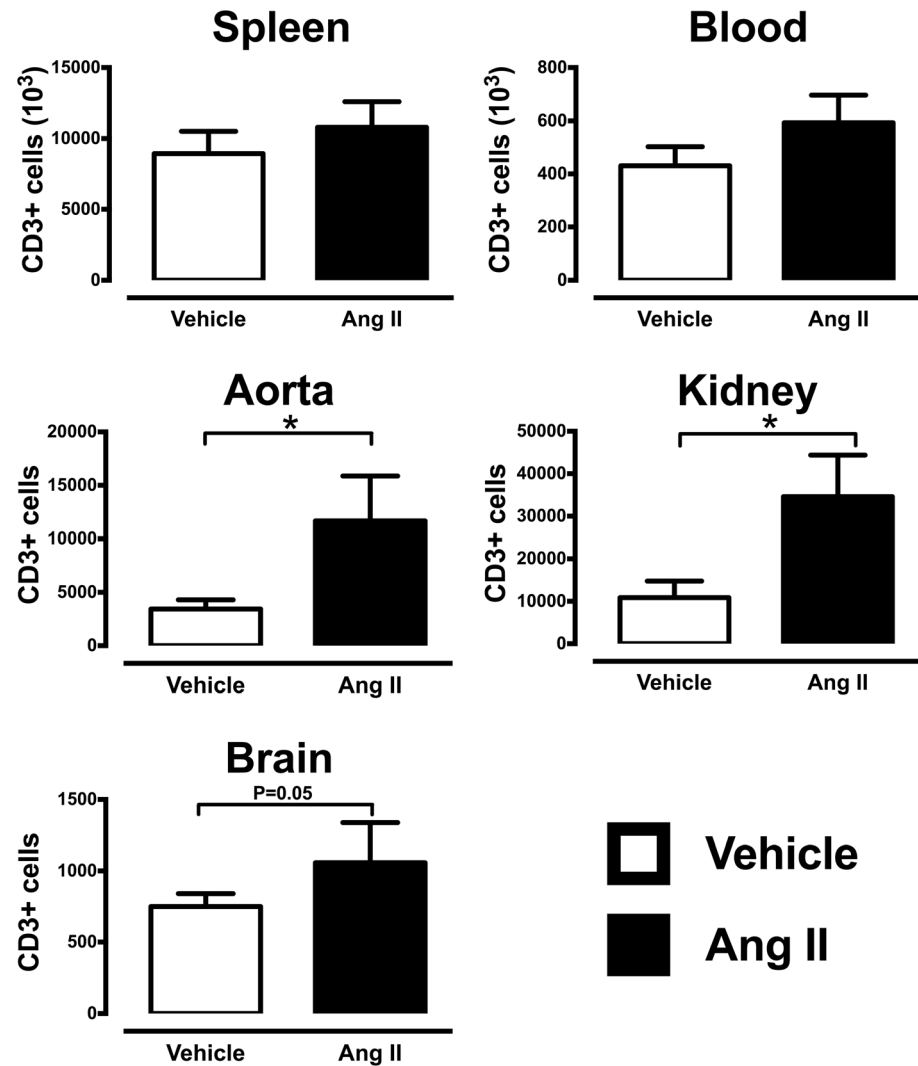 Spleen
CD3+ cells (10³)
15000
10000
5000
0
Vehicle
Ang II
Blood
CD3+ cells (10³)
800
600
400
200
0
Vehicle
Ang II
Aorta
CD3+ cells
20000
15000
10000
5000
0
*
Vehicle
Ang II
Kidney
CD3+ cells
50000
40000
30000
20000
10000
0
*
Vehicle
Ang II
Brain
P=0.05
CD3+ cells
1500
1000
500
0
Vehicle
Ang II
Vehicle
Ang II